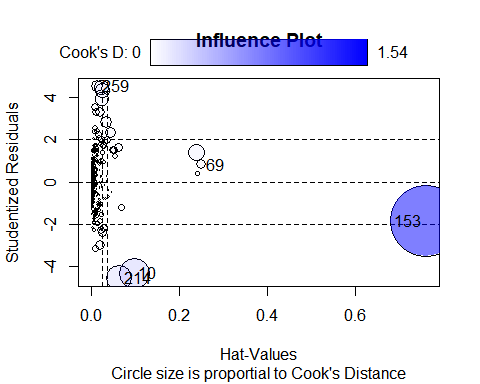 Influence Plot
Cook's D: 0 1.54
Studentized Residuals
4
2
0
-2
-4
259
69
153
10
214
0.0 0.2 0.4 0.6
Hat-Values
Circle size is proportial to Cook's Distance